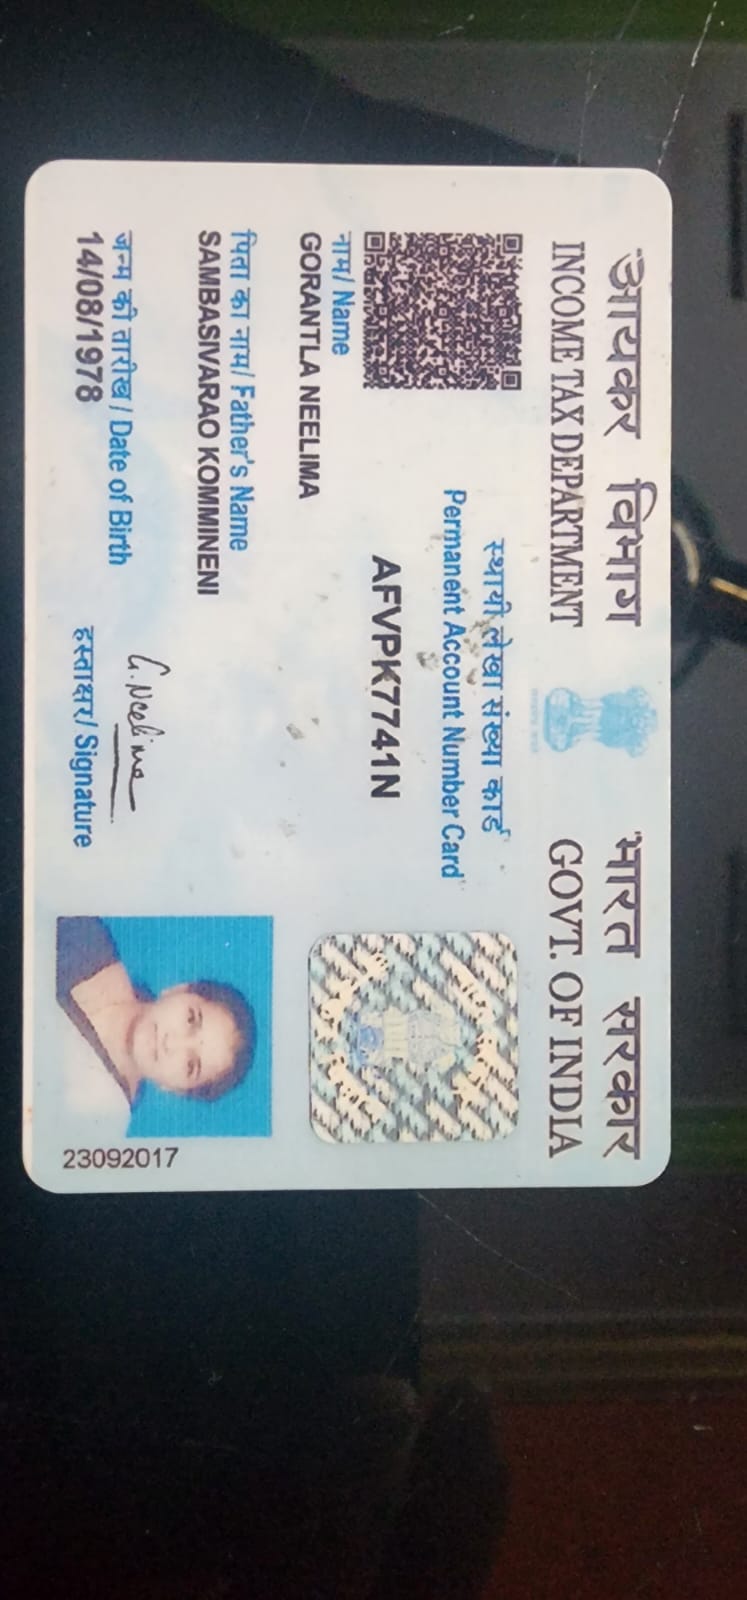 आयकर विभाग
INCOME TAX DEPARTMENT
भारत सरकार
GOVT. OF INDIA
स्थायी लेखा संख्या कार्ड
Permanent Account Number Card
AFVPK7741N
नाम/ Name
GORANTLA NEELIMA
पिता का नाम/ Father's Name
SAMBASIVARAO KOMMINENI
जन्म की तारीख / Date of Birth
14/08/1978
G. Neelima
हस्ताक्षर/ Signature
23092017